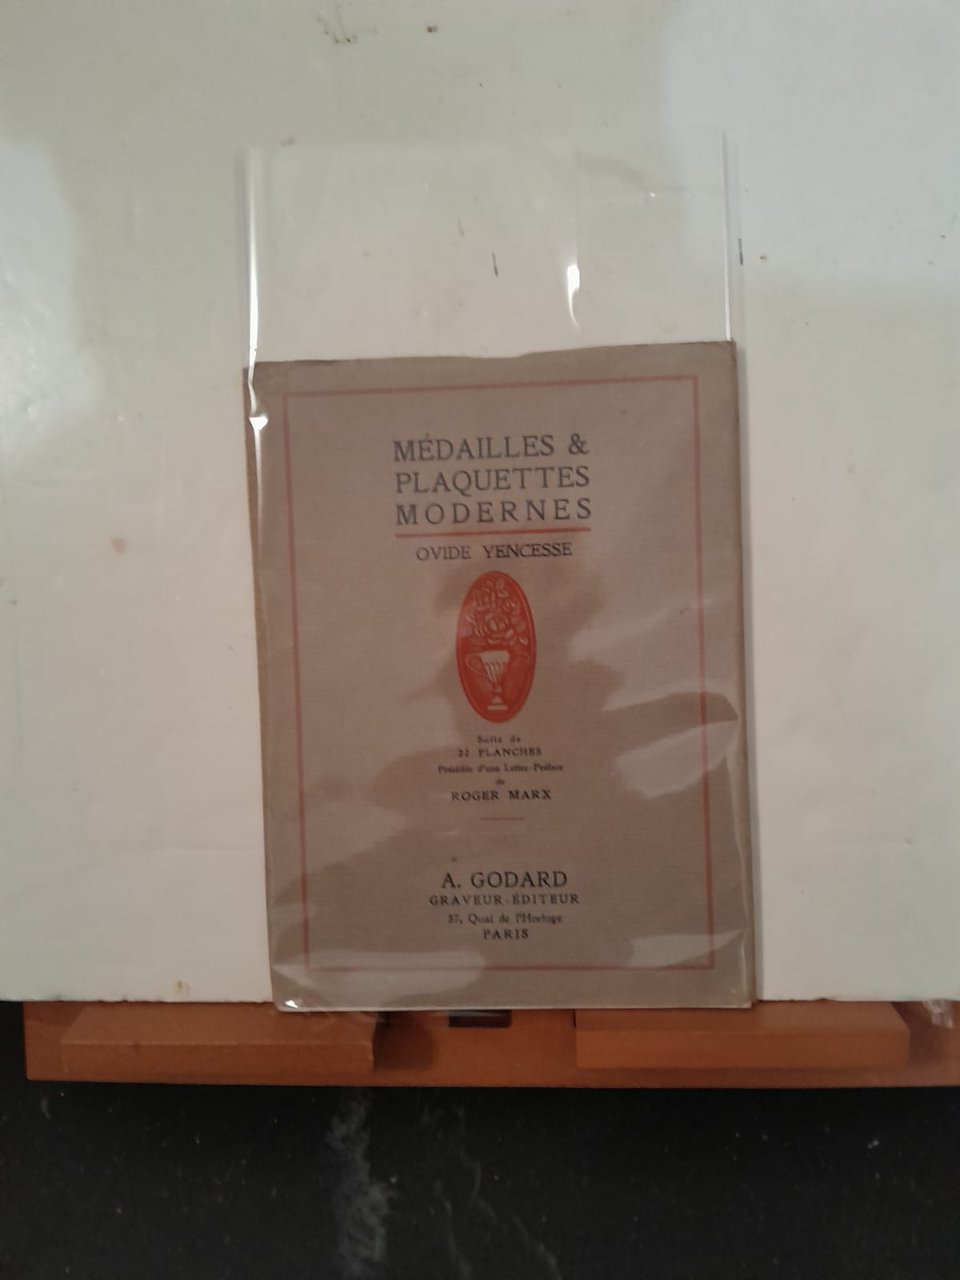 MÉDAILLES &
PLAQUETTES
MODERNES
OVIDE YENCESSE
Suite de
22 PLANCHES
Précédée d'une Lettre-Préface
de
ROGER MARX
A. GODARD
GRAVEUR-ÉDITEUR
37, Quai de l'Horloge
PARIS